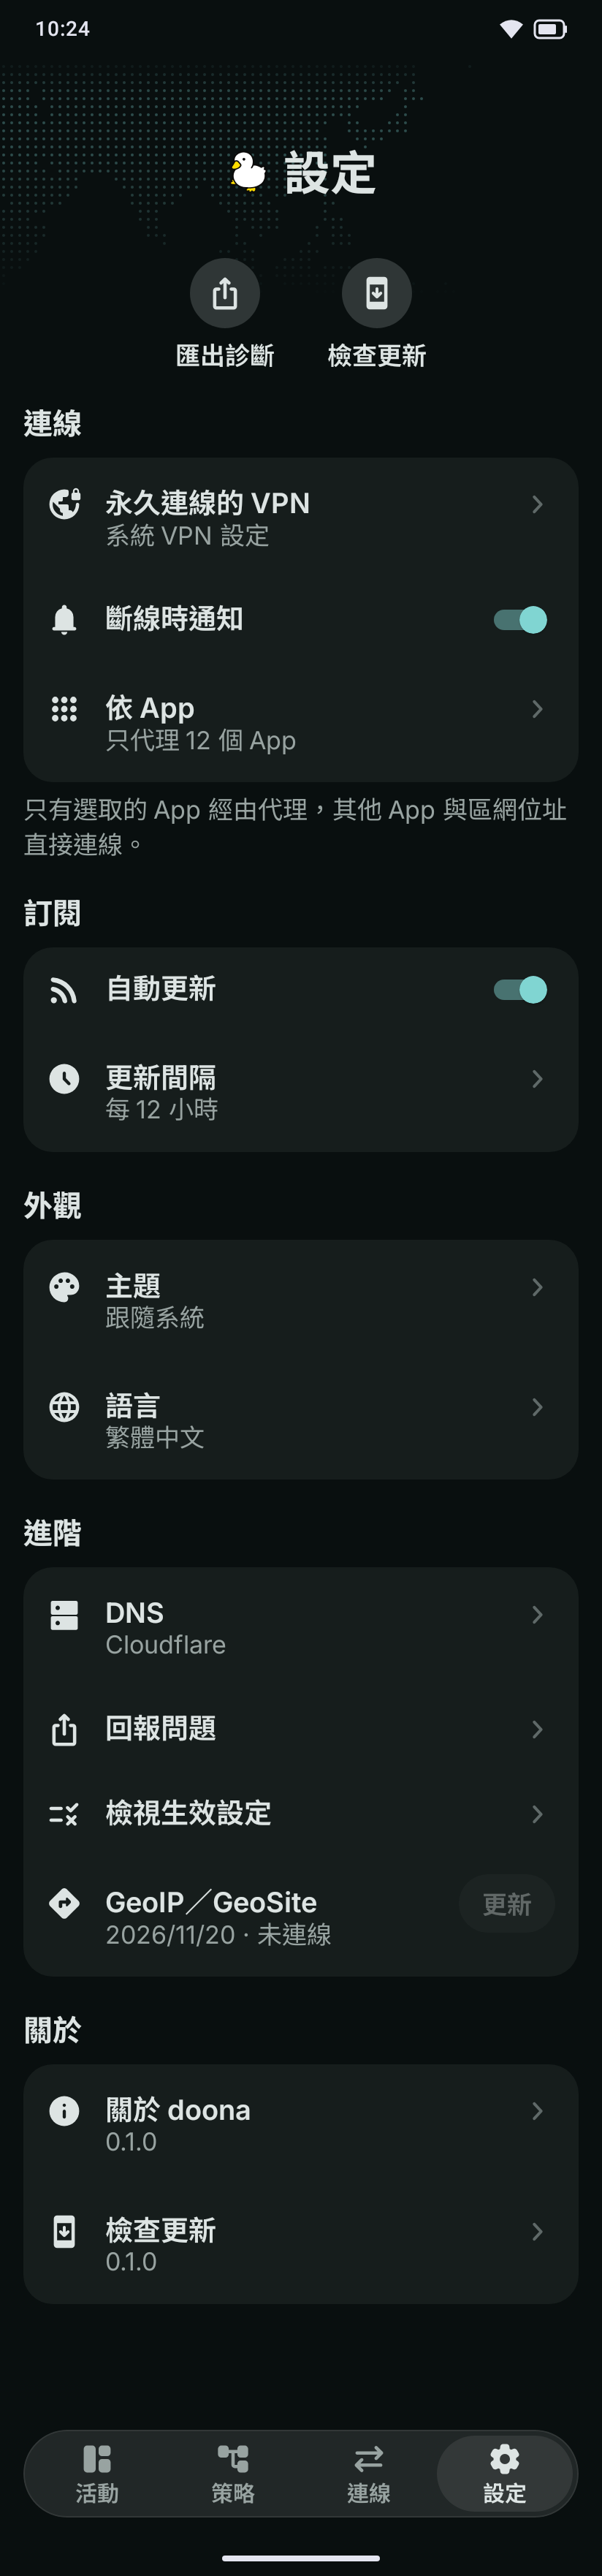 10:24
設定
匯出診斷
檢查更新
連線
永久連線的 VPN
系統 VPN 設定
斷線時通知
依 App
只代理 12 個 App
只有選取的 App 經由代理，其他 App 與區網位址
直接連線。
訂閱
自動更新
更新間隔
每 12 小時
外觀
主題
跟隨系統
語言
繁體中文
進階
DNS
Cloudflare
回報問題
檢視生效設定
GeoIP／GeoSite
更新
2026/11/20 · 未連線
關於
關於 doona
0.1.0
檢查更新
0.1.0
活動
策略
連線
設定